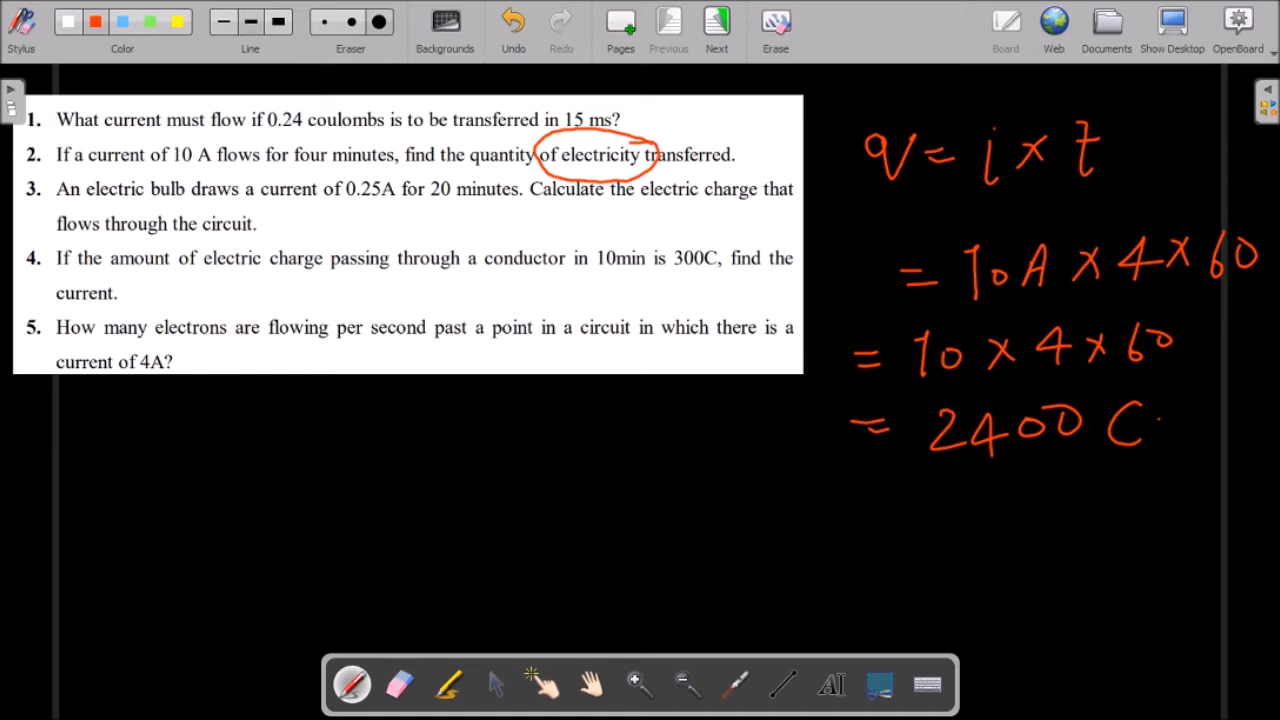 Stylus Color Line Eraser Backgrounds Undo Redo Pages Previous Next Erase Board Web Documents Show Desktop OpenBoard
1. What current must flow if 0.24 coulombs is to be transferred in 15 ms?
2. If a current of 10 A flows for four minutes, find the quantity of electricity transferred.
3. An electric bulb draws a current of 0.25A for 20 minutes. Calculate the electric charge that
flows through the circuit.
4. If the amount of electric charge passing through a conductor in 10min is 300C, find the
current.
5. How many electrons are flowing per second past a point in a circuit in which there is a
current of 4A?
q = i × t
= 10A × 4 × 60
= 10 × 4 × 60
= 2400 C
AI